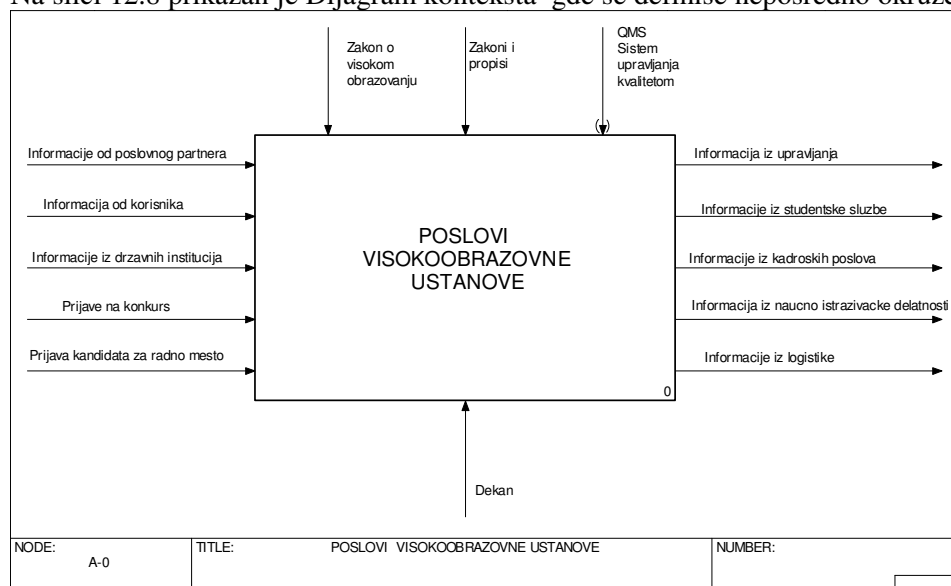 Na slici 12.8 prikazan je Dijagram konteksta gde se definiše neposredno okruže
Zakon o
visokom
obrazovanju
Zakoni i
propisi
QMS
Sistem
upravljanja
kvalitetom
( )
Informacije od poslovnog partnera
Informacija od korisnika
Informacije iz drzavnih institucija
Prijave na konkurs
Prijava kandidata za radno mesto
POSLOVI
VISOKOOBRAZOVNE
USTANOVE
0
Informacija iz upravljanja
Informacije iz studentske sluzbe
Informacije iz kadroskih poslova
Informacija iz naucno istrazivacke delatnosti
Informacije iz logistike
Dekan
NODE:
A-0
TITLE:
POSLOVI VISOKOOBRAZOVNE USTANOVE
NUMBER: